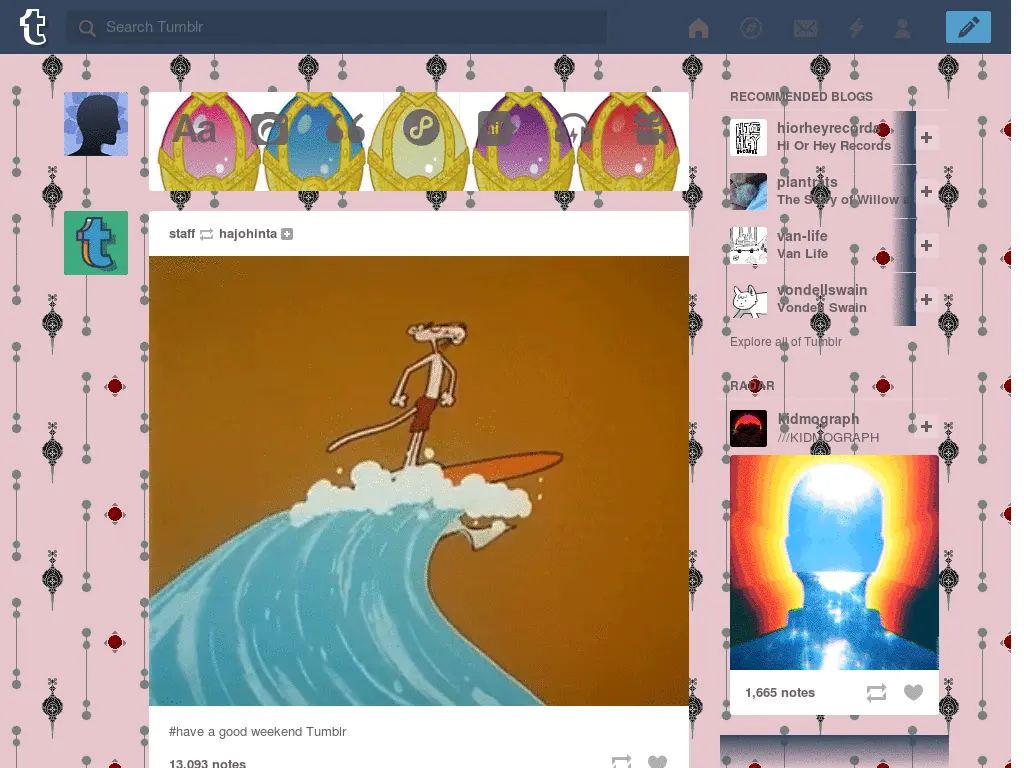 t
Search Tumblr
Aa
hi
RECOMMENDED BLOGS
hiorheyrecords
Hi Or Hey Records
plantrats
The Story of Willow a
van-life
Van Life
vondellswain
Vondell Swain
Explore all of Tumblr
t
staff hajohinta
RADAR
kidmograph
///KIDMOGRAPH
1,665 notes
#have a good weekend Tumblr
13,093 notes